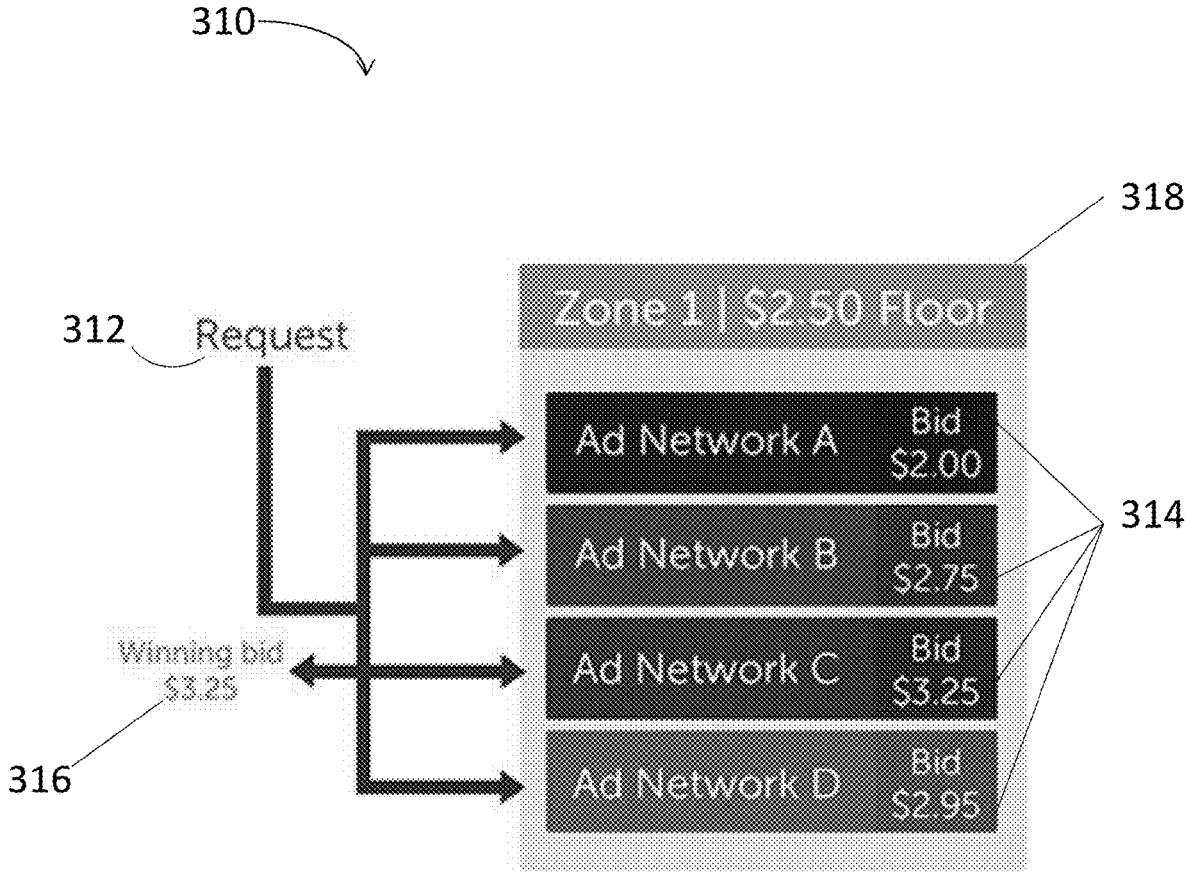 310
318
Zone 1 | $2.50 Floor
312
Request
Ad Network A
Bid
$2.00
314
Ad Network B
Bid
$2.75
Winning bid
$3.25
Ad Network C
Bid
$3.25
316
Ad Network D
Bid
$2.95